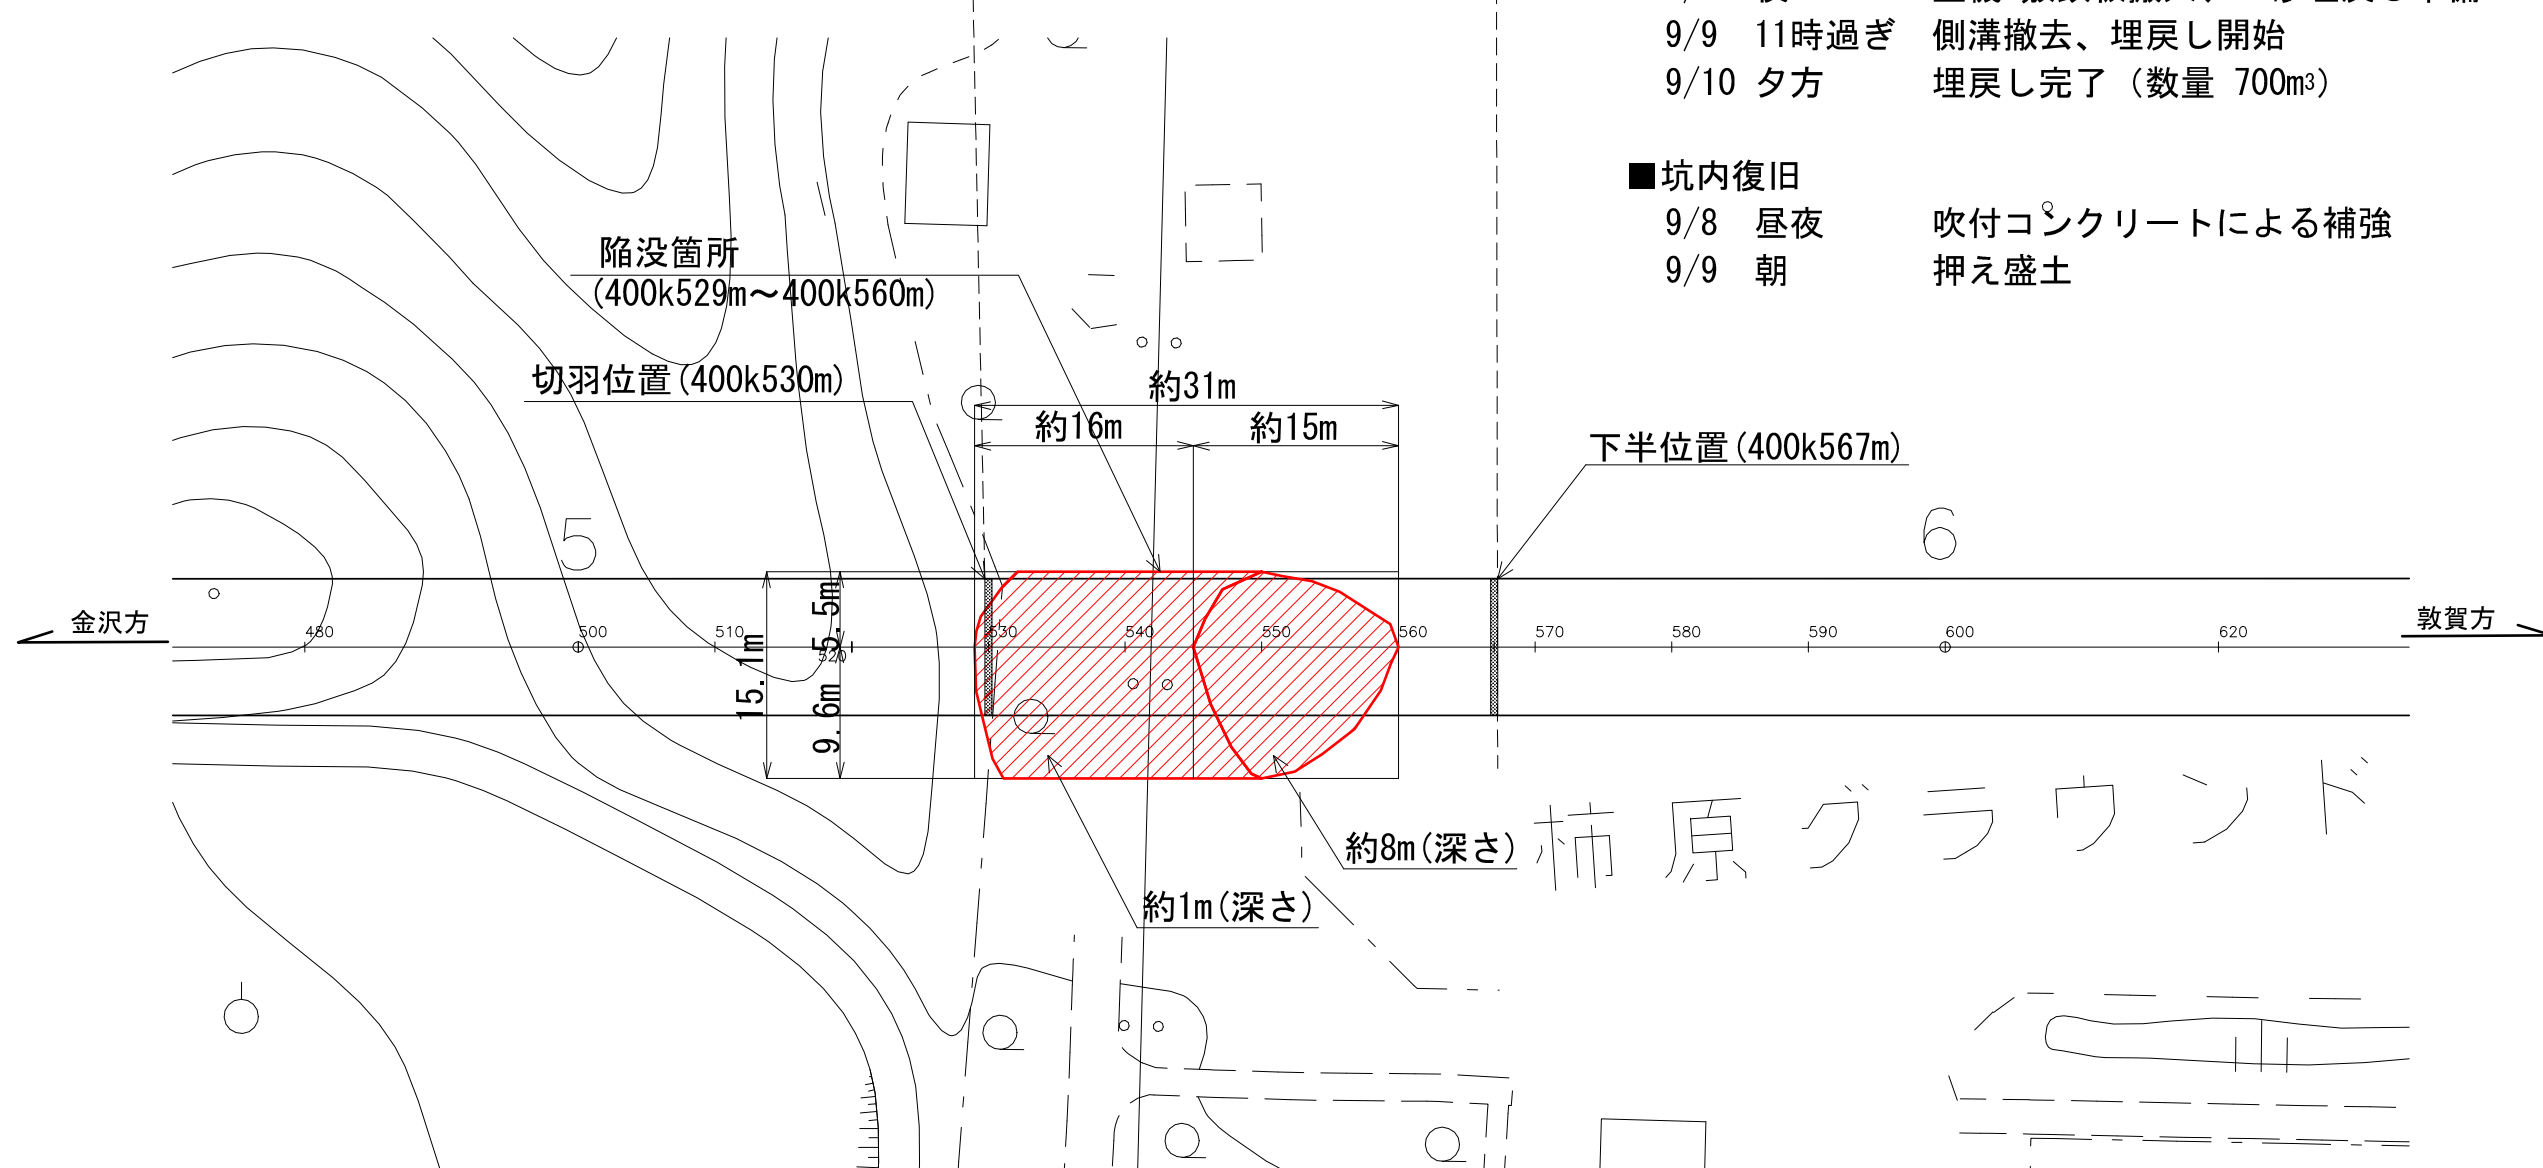 9/9 11時過ぎ 側溝撤去、埋戻し開始
9/10 夕方 埋戻し完了（数量 700m³）
■坑内復旧
9/8 昼夜 吹付コンクリートによる補強
9/9 朝 押え盛土
陥没箇所
(400k529m～400k560m)
切羽位置(400k530m)
約31m
約16m
約15m
下半位置(400k567m)
5
6
金沢方
敦賀方
480
500
510
520
530
540
550
560
570
580
590
600
620
15.1m
5.5m
9.6m
柿原グラウンド
約8m(深さ)
約1m(深さ)